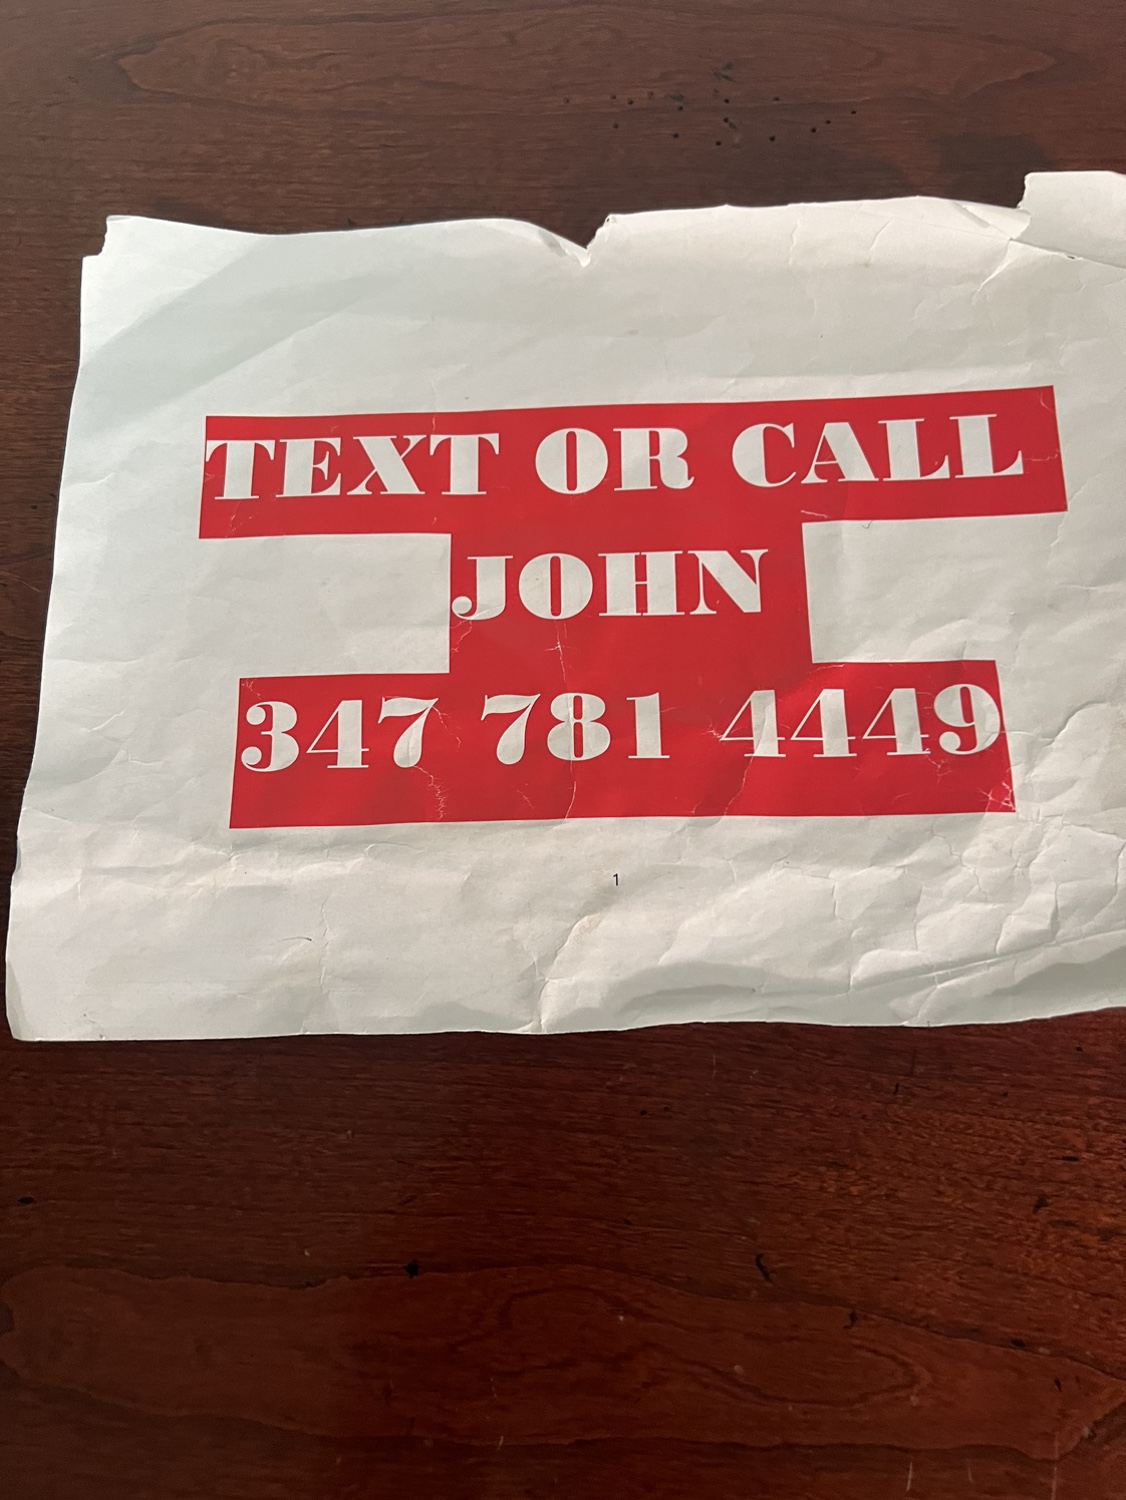 TEXT OR CALL
JOHN
347 781 4449
1